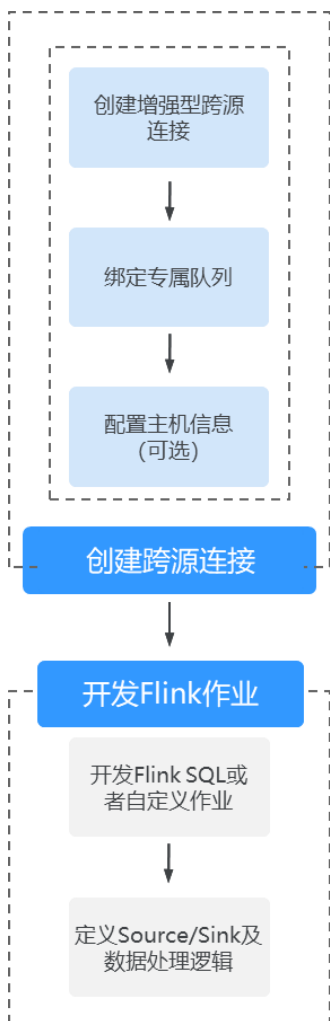 创建增强型跨源
连接
绑定专属队列
配置主机信息
(可选)
创建跨源连接
开发Flink作业
开发Flink SQL或
者自定义作业
定义Source/Sink及
数据处理逻辑